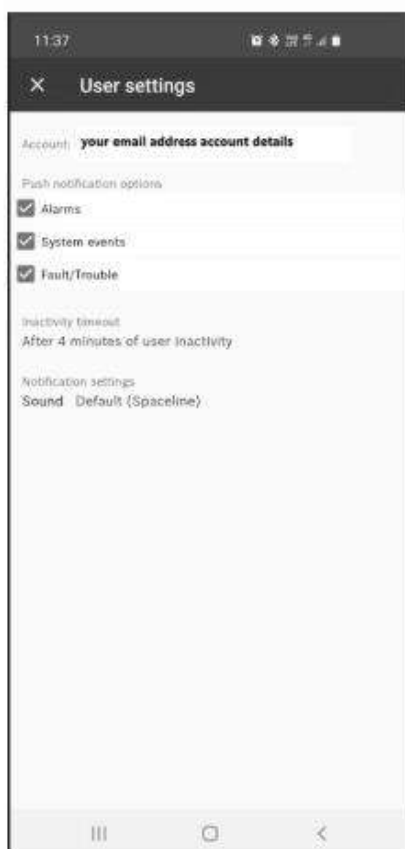 11:37
User settings
Account: your email address account details
Push notification options
Alarms
System events
Fault/Trouble
Inactivity timeout
After 4 minutes of user inactivity
Notification settings
Sound Default (Spaceline)